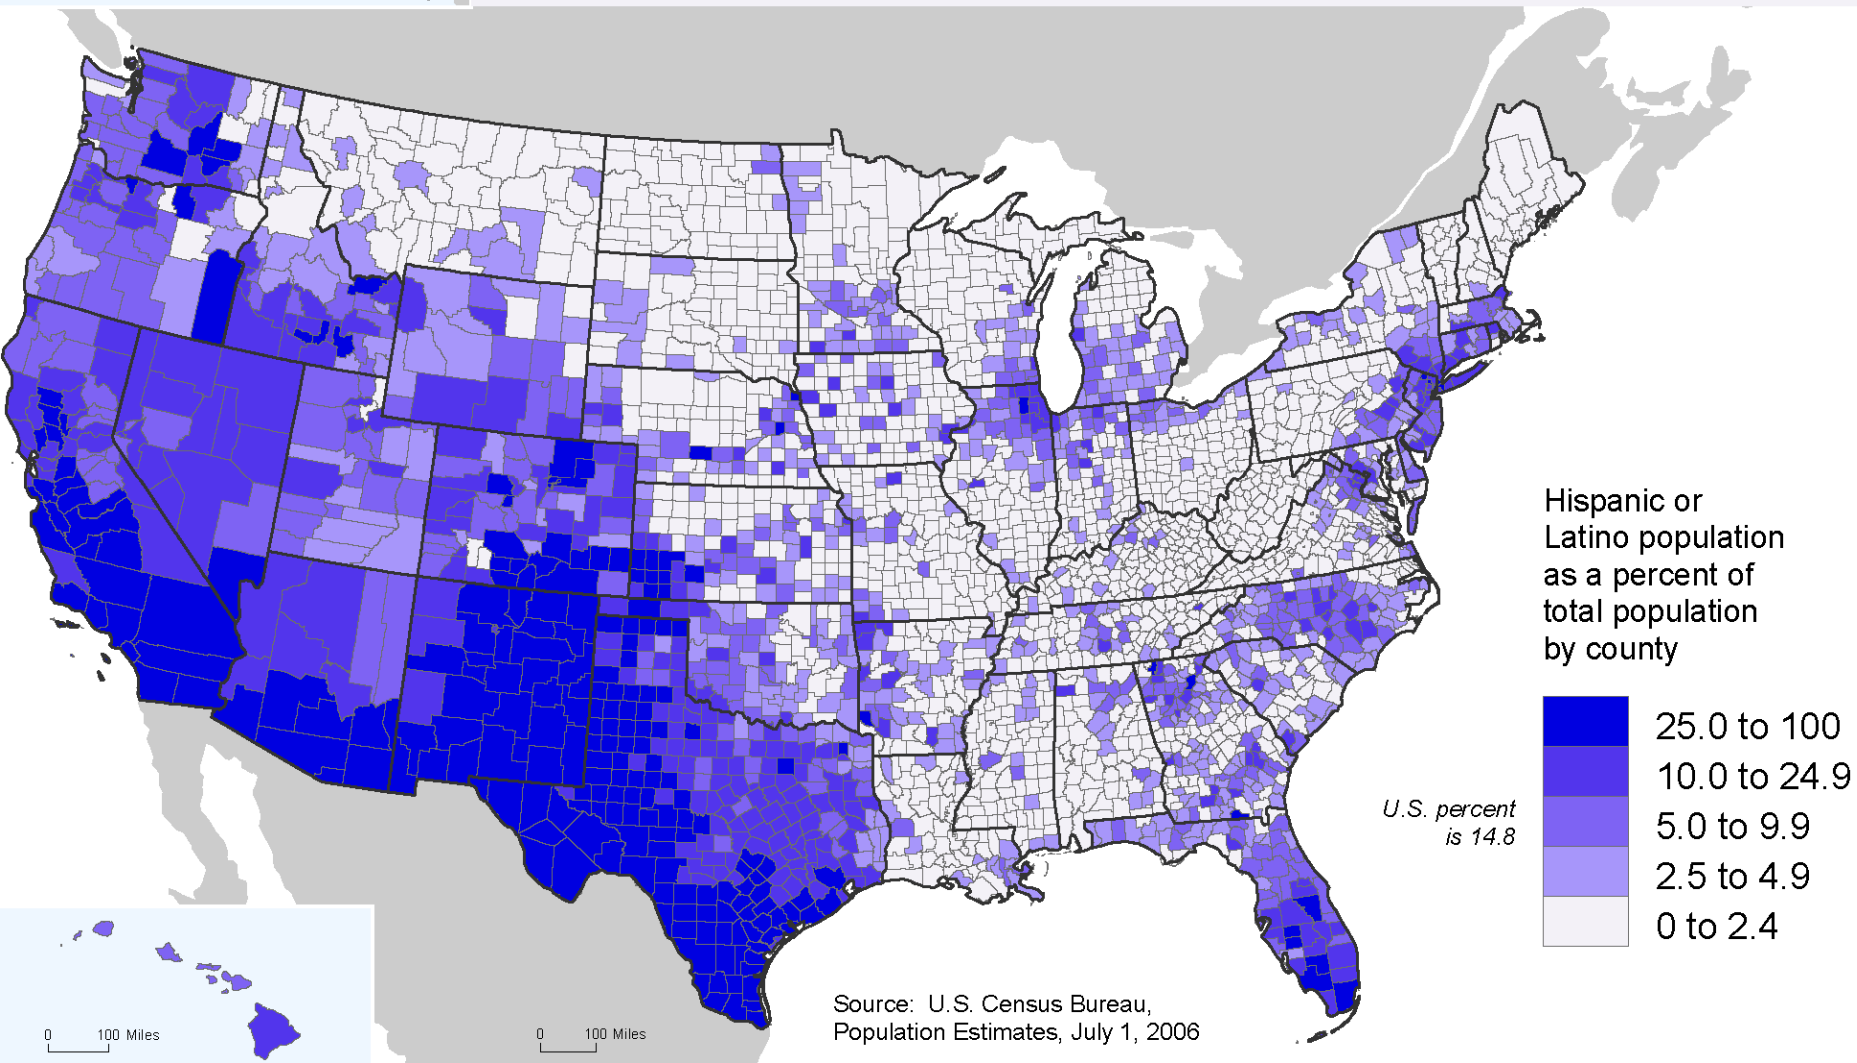 Hispanic or
Latino population
as a percent of
total population
by county
25.0 to 100
10.0 to 24.9
5.0 to 9.9
2.5 to 4.9
0 to 2.4
U.S. percent
is 14.8
Source: U.S. Census Bureau,
Population Estimates, July 1, 2006
0 100 Miles
0 100 Miles